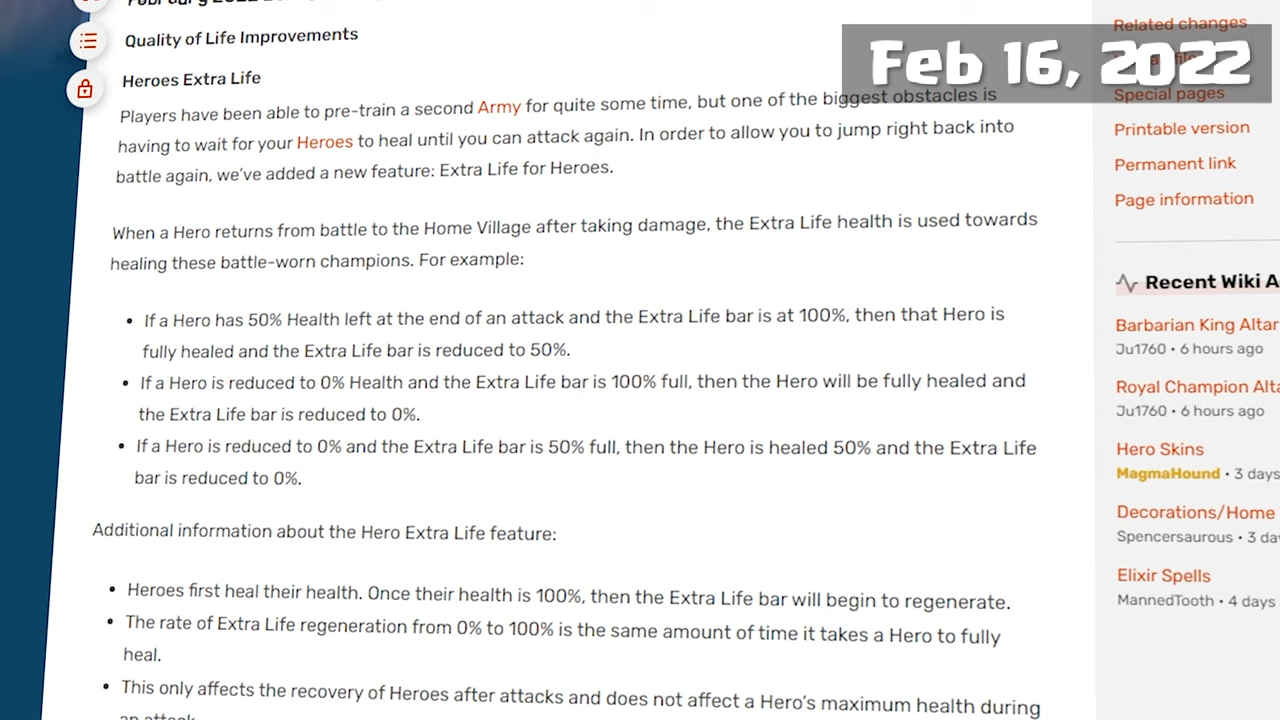 February 2022
Quality of Life Improvements
Heroes Extra Life
Players have been able to pre-train a second Army for quite some time, but one of the biggest obstacles is
having to wait for your Heroes to heal until you can attack again. In order to allow you to jump right back into
battle again, we've added a new feature: Extra Life for Heroes.
When a Hero returns from battle to the Home Village after taking damage, the Extra Life health is used towards
healing these battle-worn champions. For example:
• If a Hero has 50% Health left at the end of an attack and the Extra Life bar is at 100%, then that Hero is
fully healed and the Extra Life bar is reduced to 50%.
• If a Hero is reduced to 0% Health and the Extra Life bar is 100% full, then the Hero will be fully healed and
the Extra Life bar is reduced to 0%.
• If a Hero is reduced to 0% and the Extra Life bar is 50% full, then the Hero is healed 50% and the Extra Life
bar is reduced to 0%.
Additional information about the Hero Extra Life feature:
• Heroes first heal their health. Once their health is 100%, then the Extra Life bar will begin to regenerate.
• The rate of Extra Life regeneration from 0% to 100% is the same amount of time it takes a Hero to fully
heal.
• This only affects the recovery of Heroes after attacks and does not affect a Hero's maximum health during
an attack.
Feb 16, 2022
Related changes
Special pages
Printable version
Permanent link
Page information
Recent Wiki A
Barbarian King Altar
Ju1760 • 6 hours ago
Royal Champion Alta
Ju1760 • 6 hours ago
Hero Skins
MagmaHound • 3 days
Decorations/Home
Spencersaurous • 3 da
Elixir Spells
MannedTooth • 4 days